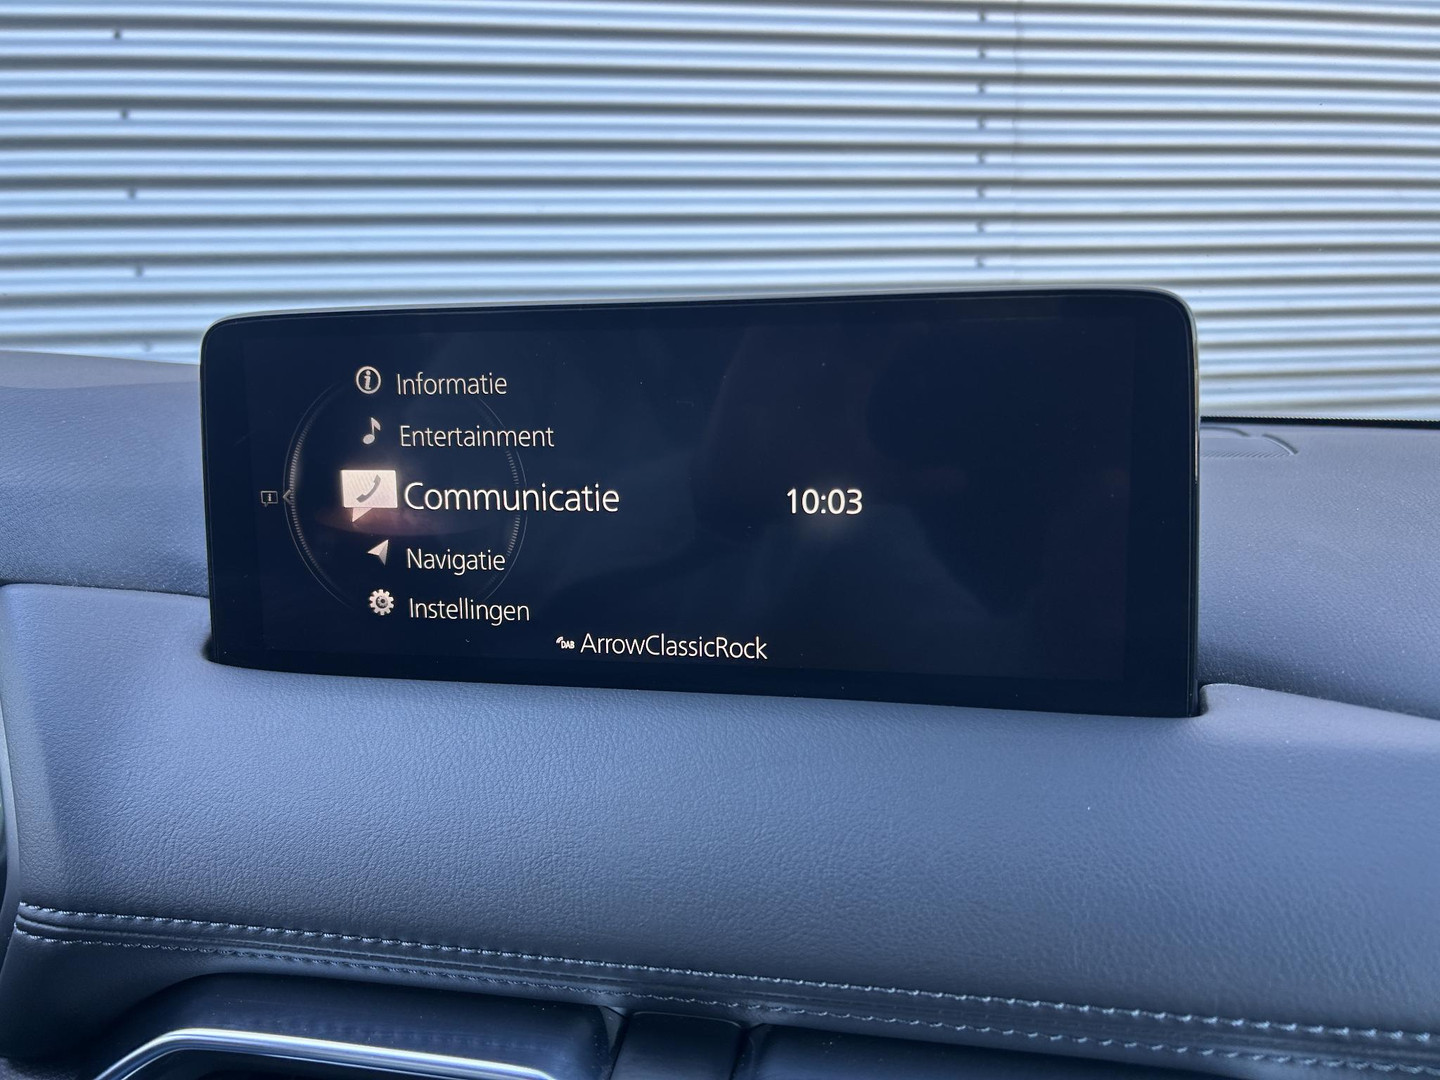 Informatie
Entertainment
Communicatie
10:03
Navigatie
Instellingen
DAB ArrowClassicRock